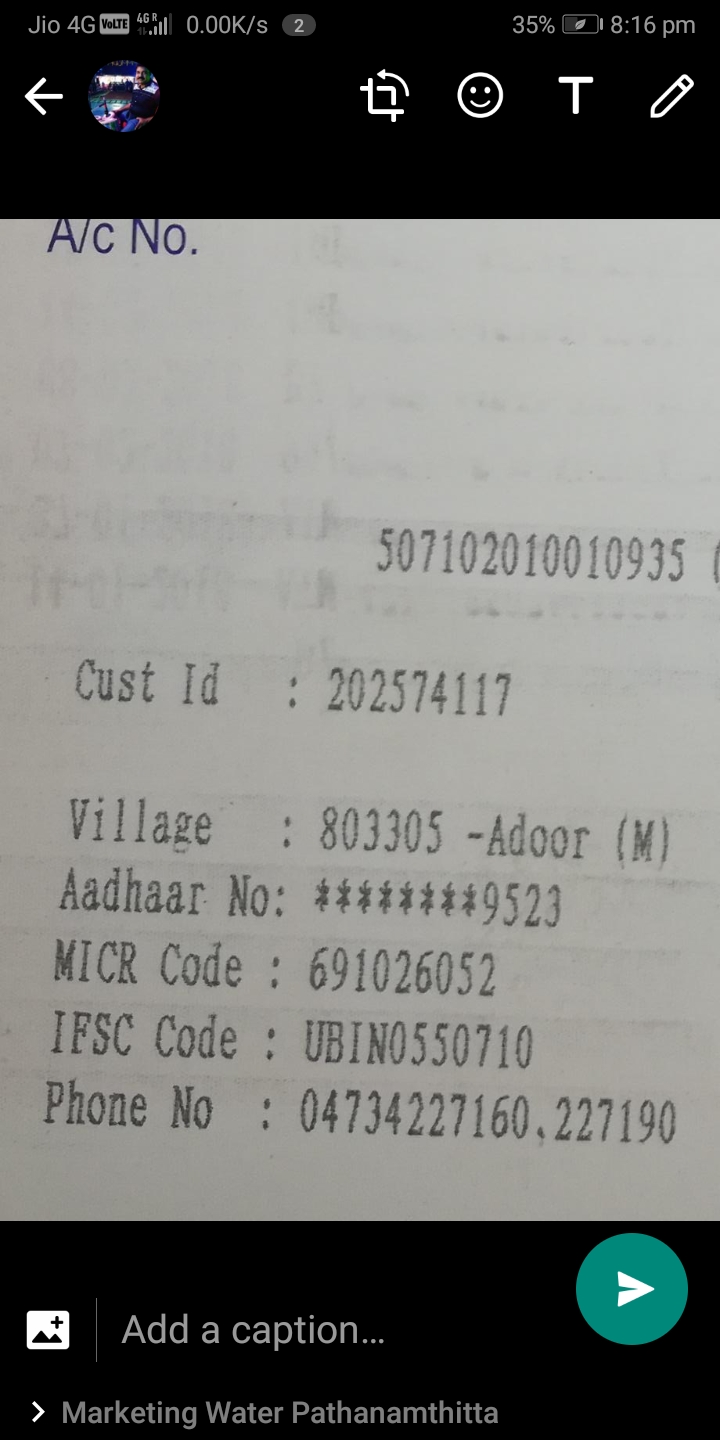 Jio 4G VoLTE 4G R 0.00K/s 2 35% 8:16 pm
T
A/c No.
507102010010935 (
Cust Id : 202574117
Village : 803305 -Adoor (M)
Aadhaar No: ********9523
MICR Code : 691026052
IFSC Code : UBIN0550710
Phone No : 04734227160,227190
Add a caption...
Marketing Water Pathanamthitta